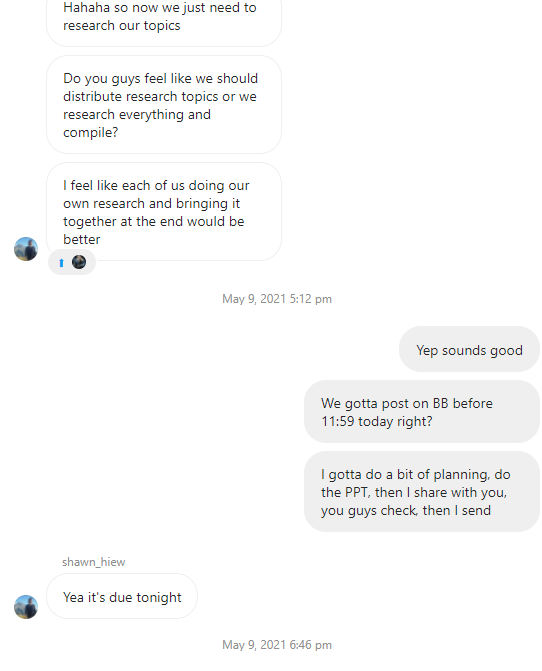 Hahaha so now we just need to
research our topics
Do you guys feel like we should
distribute research topics or we
research everything and
compile?
I feel like each of us doing our
own research and bringing it
together at the end would be
better
May 9, 2021 5:12 pm
Yep sounds good
We gotta post on BB before
11:59 today right?
I gotta do a bit of planning, do
the PPT, then I share with you,
you guys check, then I send
shawn_hiew
Yea it's due tonight
May 9, 2021 6:46 pm